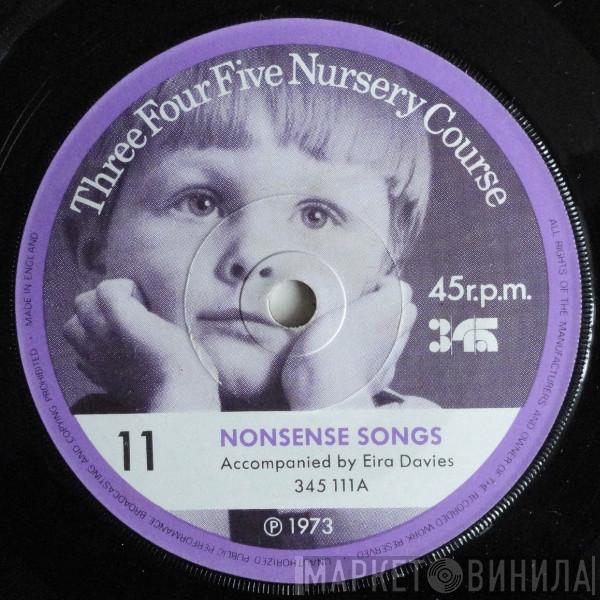 Three Four Five Nursery Course
45r.p.m.
345
11
NONSENSE SONGS
Accompanied by Eira Davies
345 111A
℗ 1973
MADE IN ENGLAND
ALL RIGHTS OF THE MANUFACTURERS AND OWNER OF THE RECORDED WORK RESERVED
UNAUTHORIZED PUBLIC PERFORMANCE BROADCASTING AND COPYING PROHIBITED •
МАРКЕТ ВИНИЛА